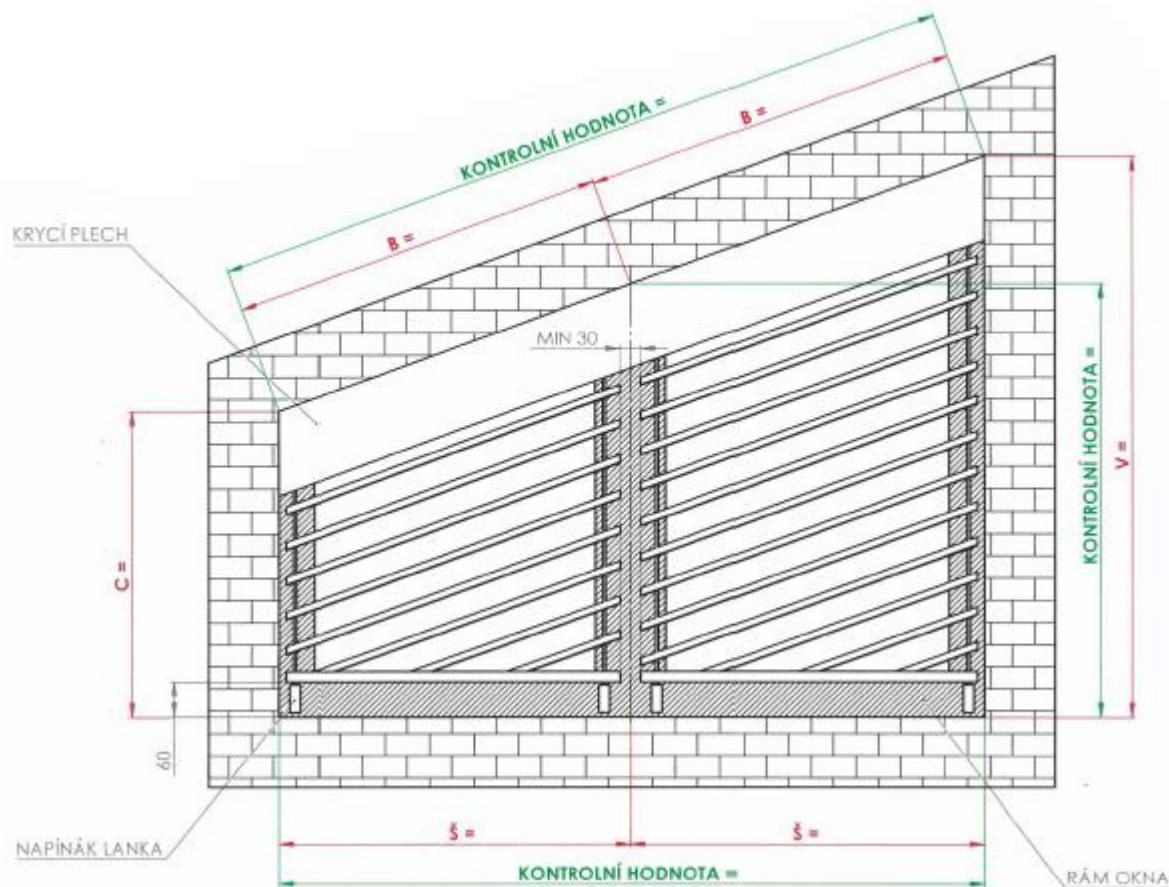 KONTROLNÍ HODNOTA =
B =
B =
KRYCÍ PLECH
MIN 30
KONTROLNÍ HODNOTA =
V =
C =
60
Š =
Š =
NAPÍNÁK LANKA
KONTROLNÍ HODNOTA =
RÁM OKNA